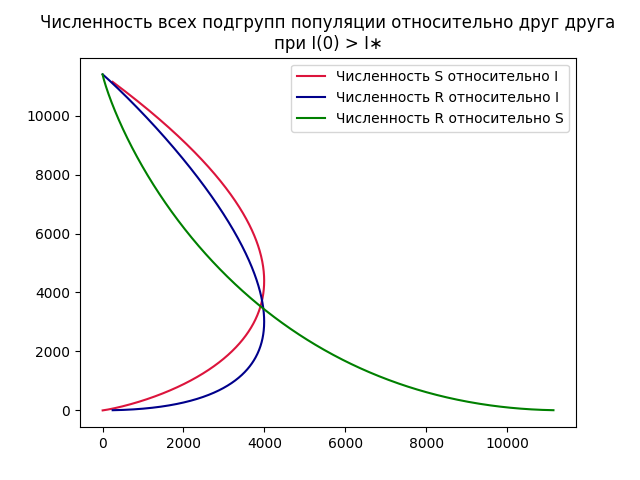 Численность всех подгрупп популяции относительно друг друга
при I(0) > I∗
Численность S относительно I
Численность R относительно I
Численность R относительно S
10000
8000
6000
4000
2000
0
0 2000 4000 6000 8000 10000